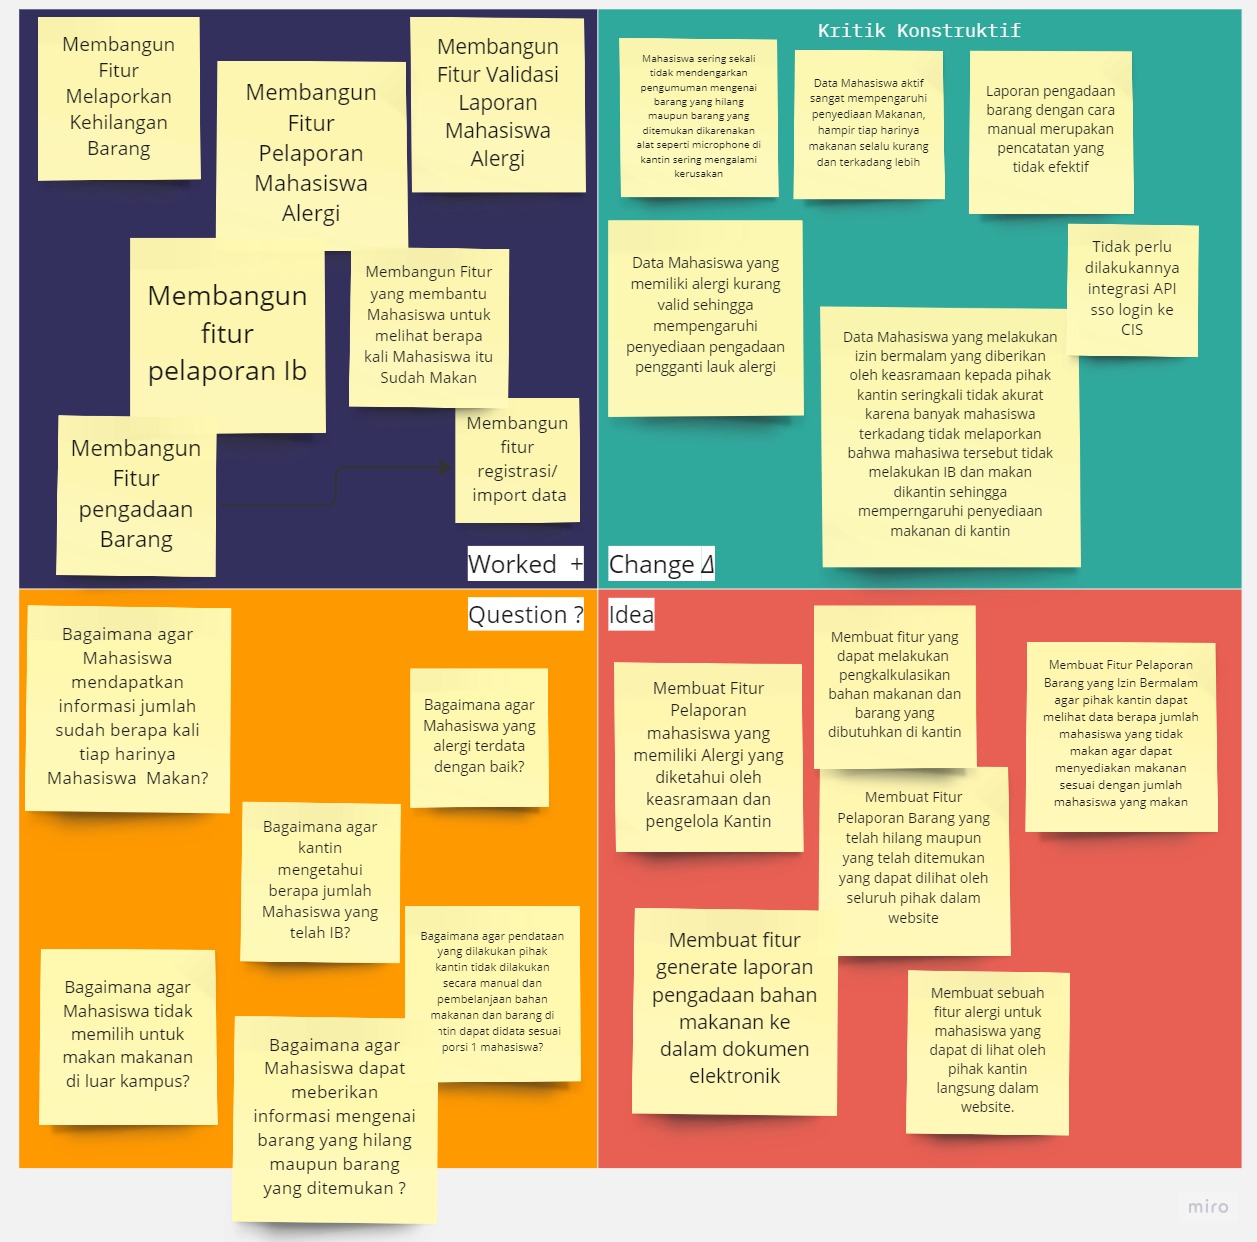 Membangun
Fitur
Melaporkan
Kehilangan
Barang
Membangun
Fitur
Pelaporan
Mahasiswa
Alergi
Membangun
Fitur Validasi
Laporan
Mahasiswa
Alergi
Membangun
fitur
pelaporan Ib
Membangun Fitur
yang membantu
Mahasiswa untuk
melihat berapa
kali Mahasiswa itu
Sudah Makan
Membangun
Fitur
pengadaan
Barang
Membangun
fitur
registrasi/
import data
Worked +
Kritik Konstruktif
Mahasiswa sering sekali
tidak mendengarkan
pengumuman mengenai
barang yang hilang
maupun barang yang
ditemukan dikarenakan
alat seperti microphone di
kantin sering mengalami
kerusakan
Data Mahasiswa aktif
sangat mempengaruhi
penyediaan Makanan,
hampir tiap harinya
makanan selalu kurang
dan terkadang lebih
Laporan pengadaan
barang dengan cara
manual merupakan
pencatatan yang
tidak efektif
Data Mahasiswa yang
memiliki alergi kurang
valid sehingga
mempengaruhi
penyediaan pengadaan
pengganti lauk alergi
Tidak perlu
dilakukannya
integrasi API
sso login ke
CIS
Data Mahasiswa yang melakukan
izin bermalam yang diberikan
oleh keasramaan kepada pihak
kantin seringkali tidak akurat
karena banyak mahasiswa
terkadang tidak melaporkan
bahwa mahasiwa tersebut tidak
melakukan IB dan makan
dikantin sehingga
memperngaruhi penyediaan
makanan di kantin
Change Δ
Question ?
Bagaimana agar
Mahasiswa
mendapatkan
informasi jumlah
sudah berapa kali
tiap harinya
Mahasiswa Makan?
Bagaimana agar
Mahasiswa yang
alergi terdata
dengan baik?
Bagaimana agar
kantin
mengetahui
berapa jumlah
Mahasiswa yang
telah IB?
Bagaimana agar pendataan
yang dilakukan pihak
kantin tidak dilakukan
secara manual dan
pembelanjaan bahan
makanan dan barang di
ntin dapat didata sesuai
porsi 1 mahasiswa?
Bagaimana agar
Mahasiswa tidak
memilih untuk
makan makanan
di luar kampus?
Bagaimana agar
Mahasiswa dapat
meberikan
informasi mengenai
barang yang hilang
maupun barang
yang ditemukan ?
Idea
Membuat Fitur
Pelaporan
mahasiswa yang
memiliki Alergi yang
diketahui oleh
keasramaan dan
pengelola Kantin
Membuat fitur yang
dapat melakukan
pengkalkulasikan
bahan makanan dan
barang yang
dibutuhkan di kantin
Membuat Fitur Pelaporan
Barang yang Izin Bermalam
agar pihak kantin dapat
melihat data berapa jumlah
mahasiswa yang tidak
makan agar dapat
menyediakan makanan
sesuai dengan jumlah
mahasiswa yang makan
Membuat Fitur
Pelaporan Barang yang
telah hilang maupun
yang telah ditemukan
yang dapat dilihat oleh
seluruh pihak dalam
website
Membuat fitur
generate laporan
pengadaan bahan
makanan ke
dalam dokumen
elektronik
Membuat sebuah
fitur alergi untuk
mahasiswa yang
dapat di lihat oleh
pihak kantin
langsung dalam
website.
miro